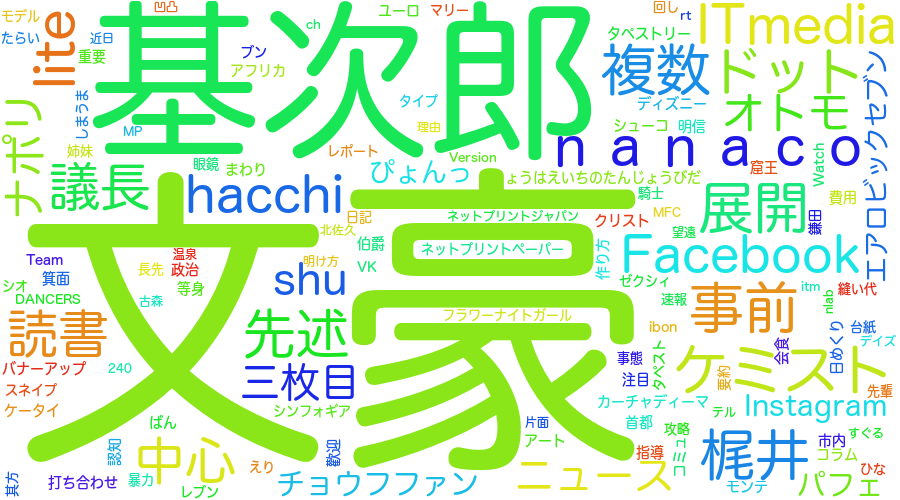 モデル
凹凸
ch
ユーロ
マリー
回し
rt
ITmedia
たらい
近日
lite
基次郎
ブン
タペストリー
重要
アフリカ
複数
ドット
しまうま
タイプ
ディズニー
オトモ
エアロビックセブン
ナポリ
MP
理由
シューコ
明信
姉妹
眼鏡
まわり
レポート
Version
nanaco
Watch
議長
hacchi
ぴょんっ
ょうはえいちのたんじょうびだ
窟王
騎士
費用
日記
ネットプリントジャパン
クリスト
MFC
展開
鎌田
北佐久
伯爵
ネットプリントペーパー
作り方
望遠
Facebook
Team
温泉
長先
政治
明け方
VK
箕面
shu
シオ
DANCERS
等身
古森
ゼクシィ
速報
事前
itm
nlab
縫い代
読書
先述
フラワーナイトガール
ibon
文豪
日めくり
台紙
デイズ
会食
バナーアップ
240
三枚目
事態
タペスト
ケミスト
スネイプ
注目
要約
先輩
ケータイ
シンフォギア
カーチャディーマ
Instagram
ばん
片面
首都
テル
認知
中心
歓迎
アート
攻略
コミュ
梶井
市内
すぐる
指導
コラム
其方
打ち合わせ
暴力
えり
レブン
チョウフファン
ニュース
モンテ
パフェ
ひな